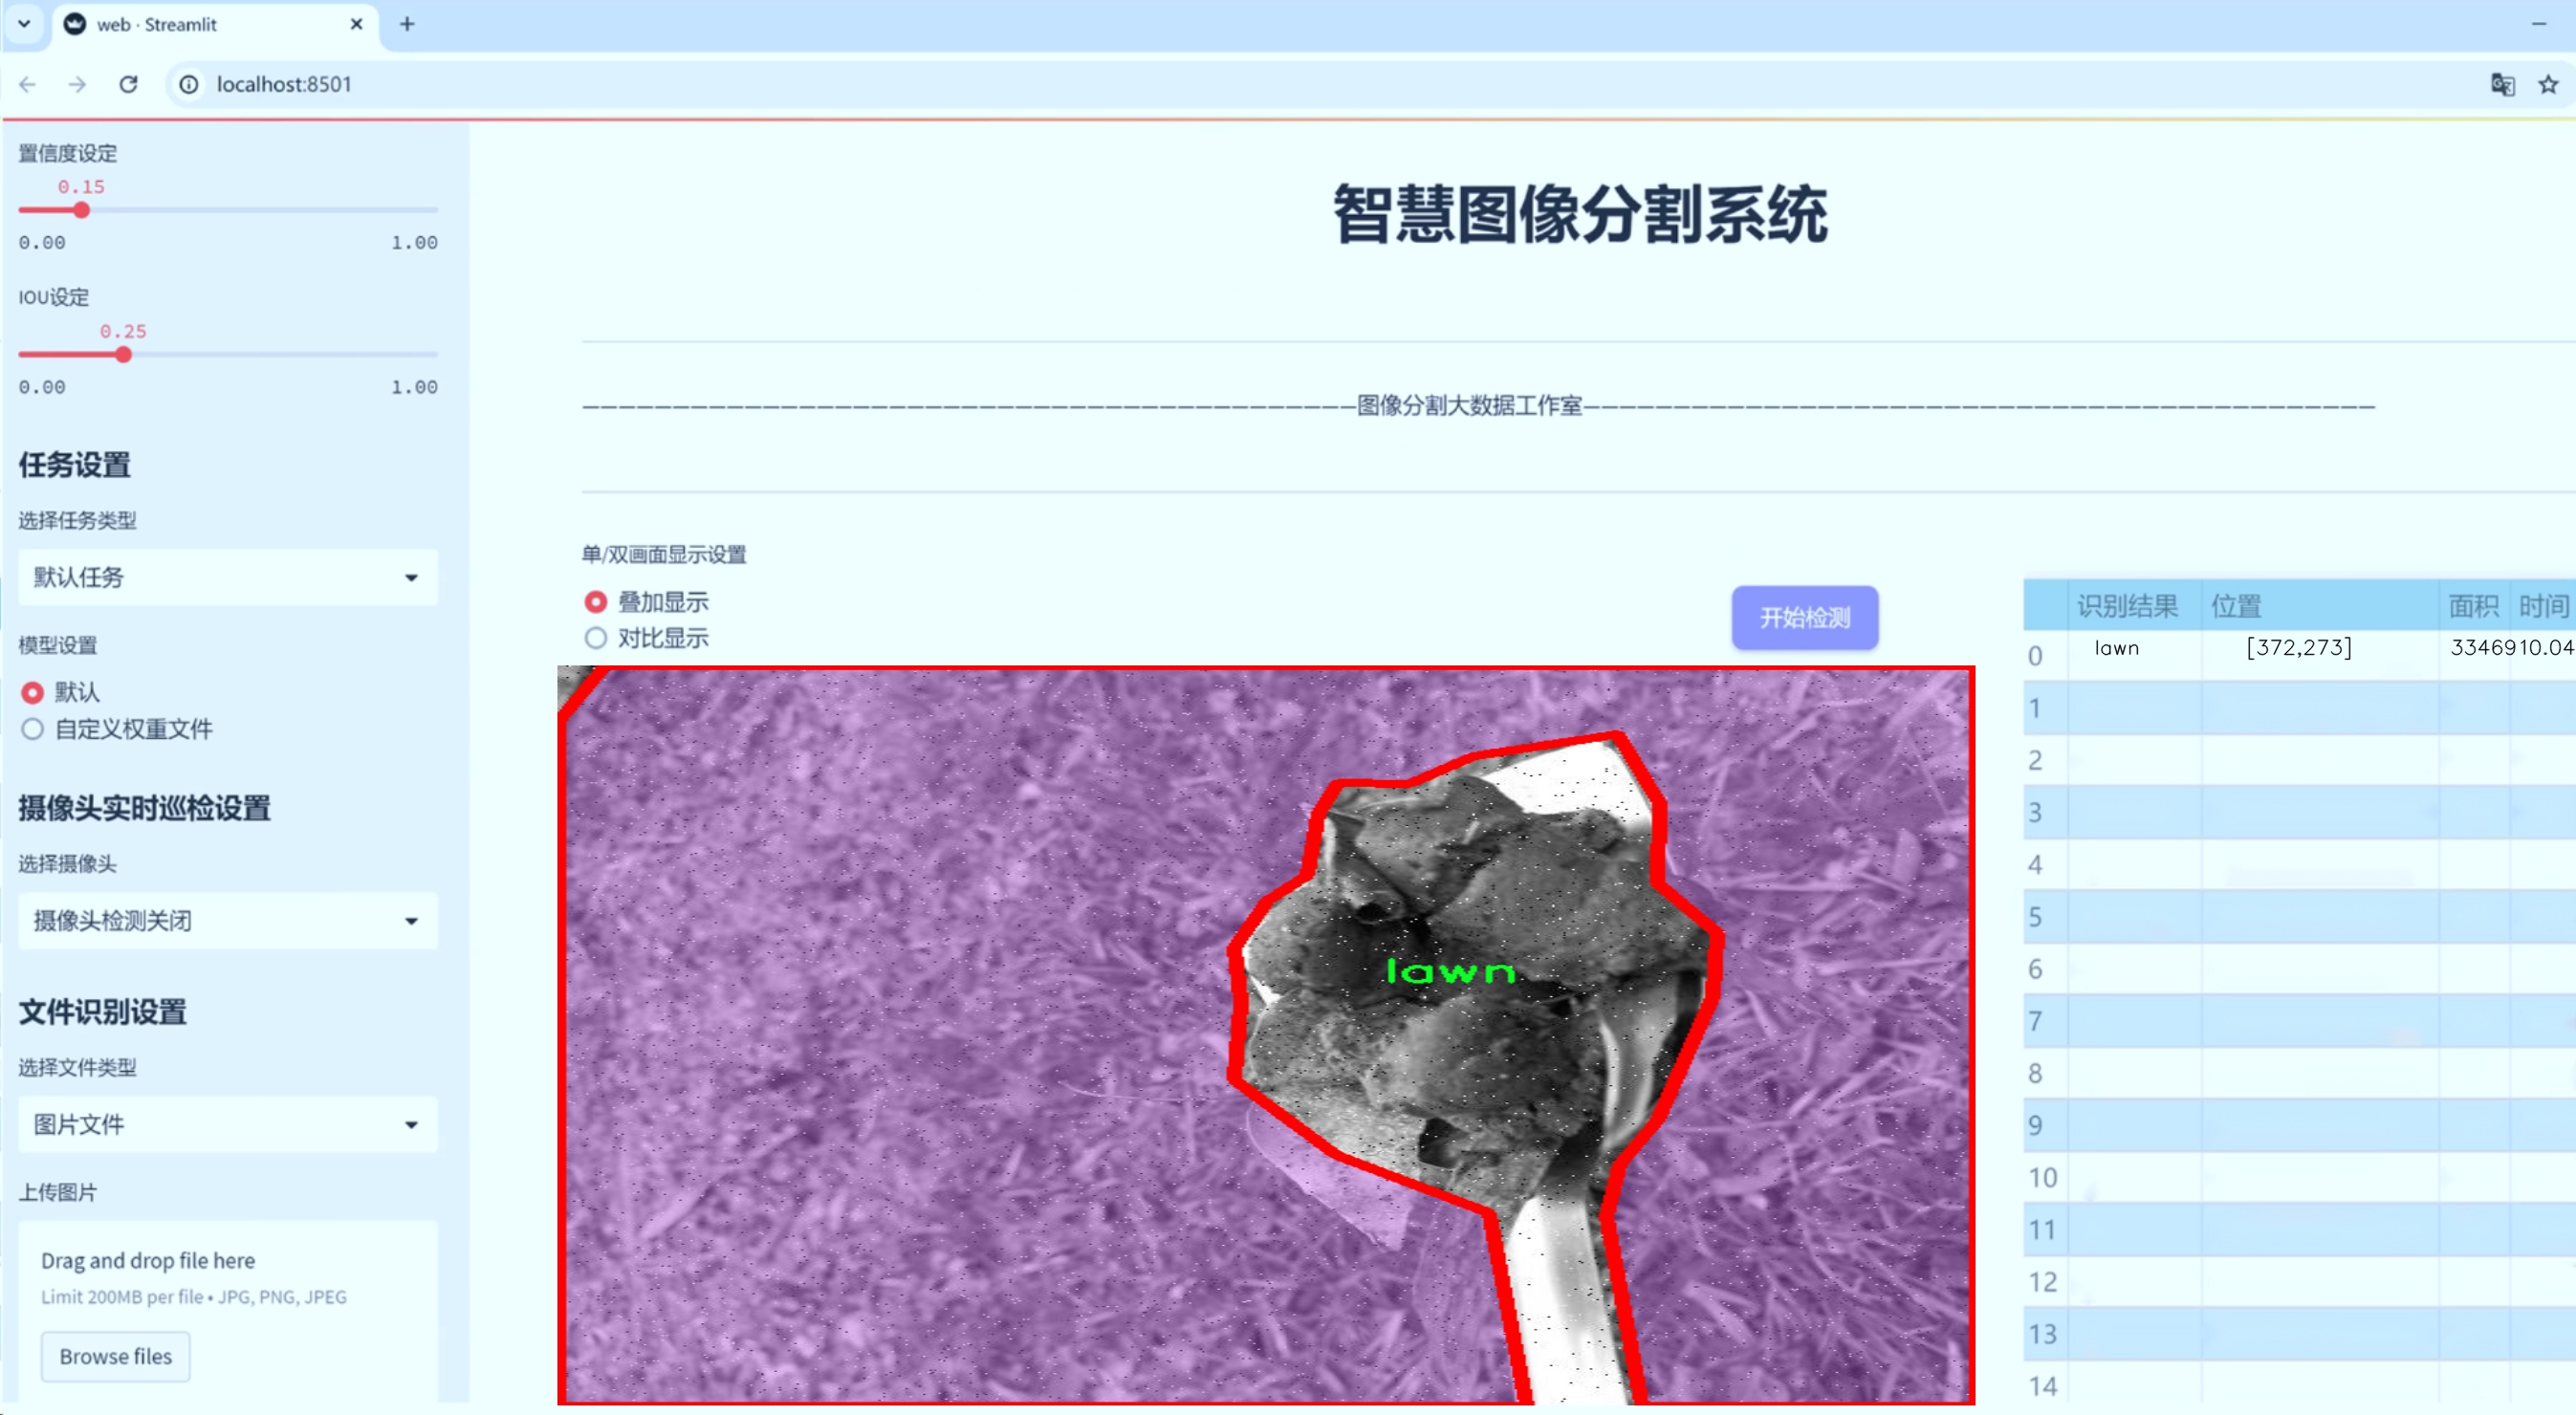 web · Streamlit
localhost:8501
置信度设定
0.15
0.00 1.00
IOU设定
0.25
0.00 1.00
任务设置
选择任务类型
默认任务
模型设置
默认
自定义权重文件
摄像头实时巡检设置
选择摄像头
摄像头检测关闭
文件识别设置
选择文件类型
图片文件
上传图片
Drag and drop file here
Limit 200MB per file • JPG, PNG, JPEG
Browse files
智慧图像分割系统
———————————————————————————————————————————图像分割大数据工作室————————————————————————————————————————————
单/双画面显示设置
叠加显示
对比显示
开始检测
lawn
识别结果 位置 面积 时间
0 lawn [372,273] 3346910.04
1
2
3
4
5
6
7
8
9
10
11
12
13
14